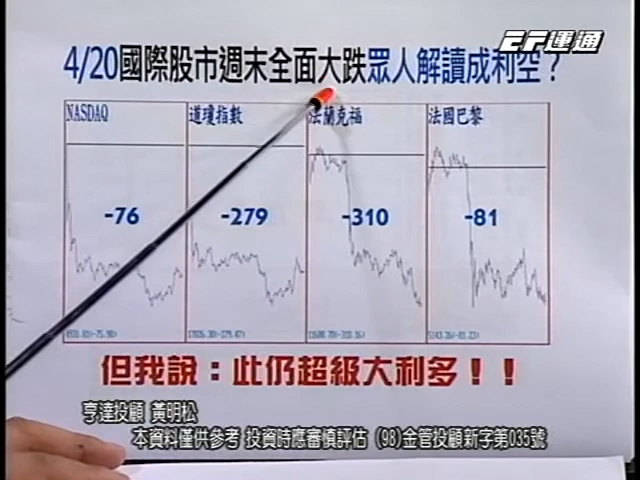 EF運通
4/20國際股市週末全面大跌眾人解讀成利空？
NASDAQ 道瓊指數 法蘭克福 法國巴黎
-76 -279 -310 -81
但我說：此仍超級大利多！！
亨達投顧 黃明松
本資料僅供參考 投資時應審慎評估 (98)金管投顧新字第035號